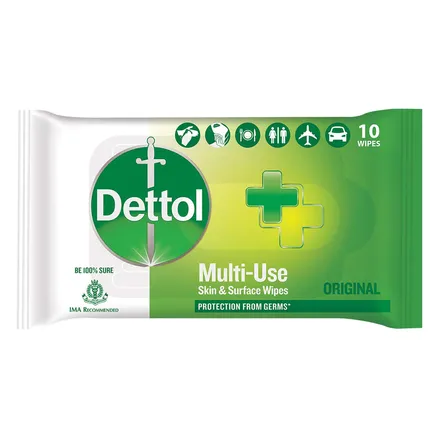 10
WIPES
Dettol
BE 100% SURE
IMA RECOMMENDED
Multi-Use
Skin & Surface Wipes
PROTECTION FROM GERMS*
ORIGINAL